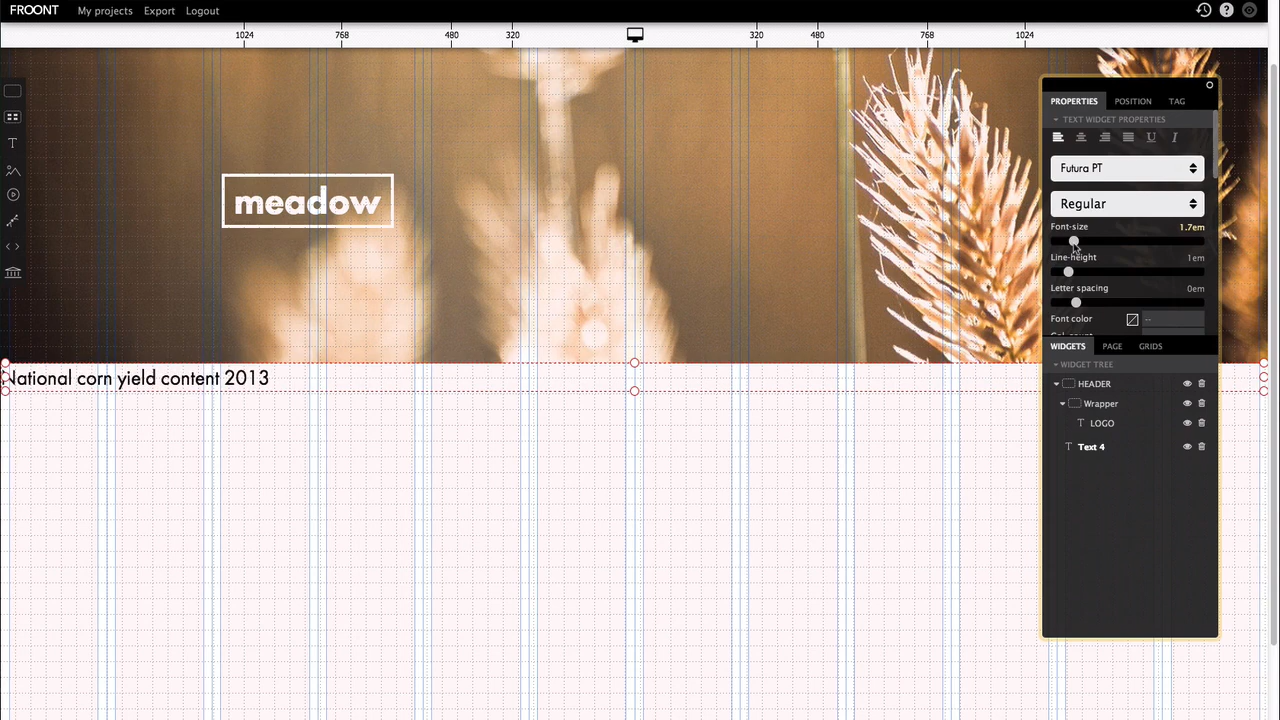 FROONT My projects Export Logout
1024 768 480 320 320 480 768 1024
meadow
PROPERTIES POSITION TAG
TEXT WIDGET PROPERTIES
Futura PT
Regular
Font-size 1.7em
Line-height 1em
Letter spacing 0em
Font color --
WIDGETS PAGE GRIDS
WIDGET TREE
HEADER
Wrapper
LOGO
Text 4
National corn yield content 2013